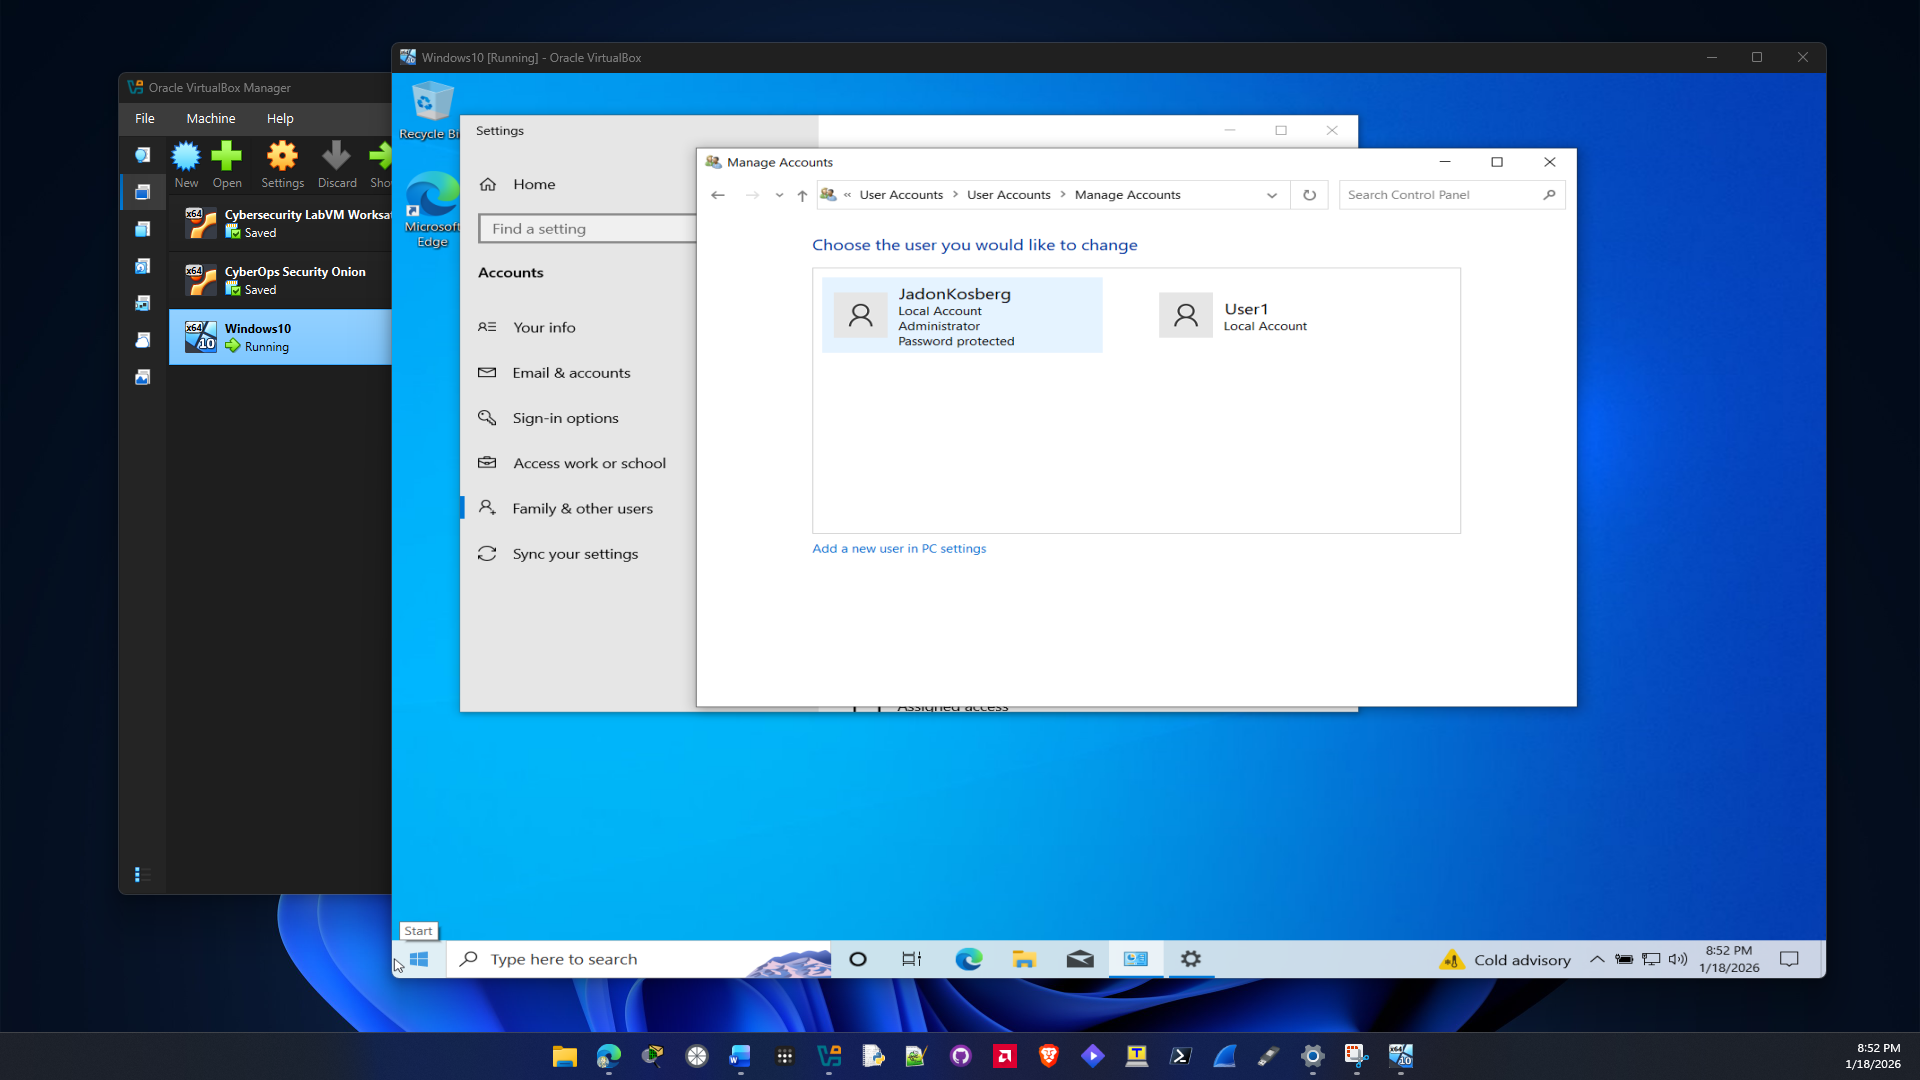 Windows10 [Running] - Oracle VirtualBox
Oracle VirtualBox Manager
File
Machine
Help
New
Open
Settings
Discard
Sho
Cybersecurity LabVM Worksta
Saved
CyberOps Security Onion
Saved
Windows10
Running
Recycle Bi
Microsoft
Edge
Settings
Home
Find a setting
Accounts
Your info
Email & accounts
Sign-in options
Access work or school
Family & other users
Sync your settings
Assigned access
Manage Accounts
« User Accounts > User Accounts > Manage Accounts
Search Control Panel
Choose the user you would like to change
JadonKosberg
Local Account
Administrator
Password protected
User1
Local Account
Add a new user in PC settings
Start
Type here to search
Cold advisory
8:52 PM
1/18/2026
8:52 PM
1/18/2026